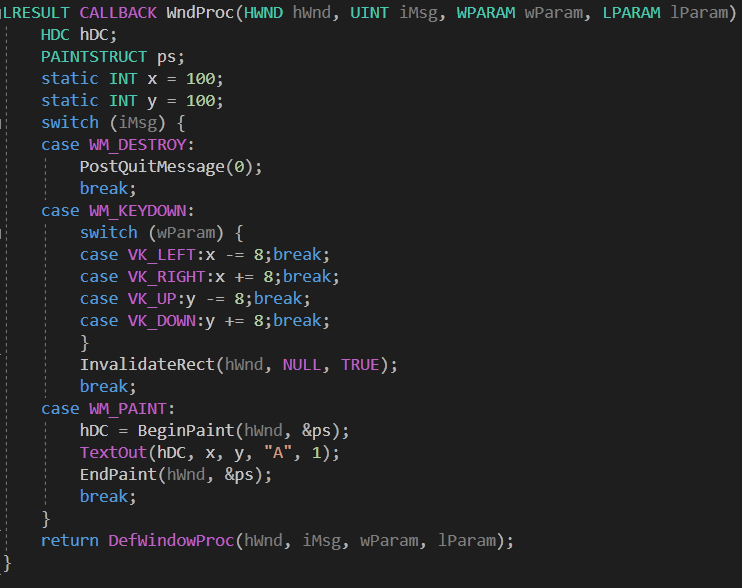 LRESULT CALLBACK WndProc(HWND hWnd, UINT iMsg, WPARAM wParam, LPARAM lParam)
    HDC hDC;
    PAINTSTRUCT ps;
    static INT x = 100;
    static INT y = 100;
    switch (iMsg) {
    case WM_DESTROY:
        PostQuitMessage(0);
        break;
    case WM_KEYDOWN:
        switch (wParam) {
        case VK_LEFT:x -= 8;break;
        case VK_RIGHT:x += 8;break;
        case VK_UP:y -= 8;break;
        case VK_DOWN:y += 8;break;
        }
        InvalidateRect(hWnd, NULL, TRUE);
        break;
    case WM_PAINT:
        hDC = BeginPaint(hWnd, &ps);
        TextOut(hDC, x, y, "A", 1);
        EndPaint(hWnd, &ps);
        break;
    }
    return DefWindowProc(hWnd, iMsg, wParam, lParam);
}